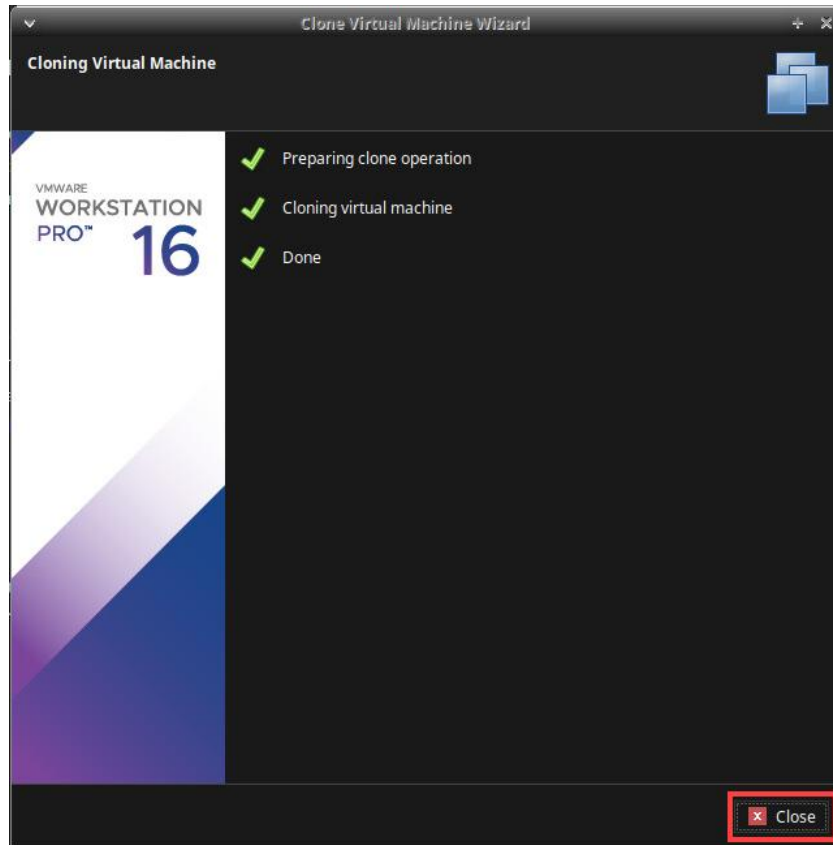 Clone Virtual Machine Wizard
Cloning Virtual Machine
VMWARE
WORKSTATION
PRO™ 16
Preparing clone operation
Cloning virtual machine
Done
Close